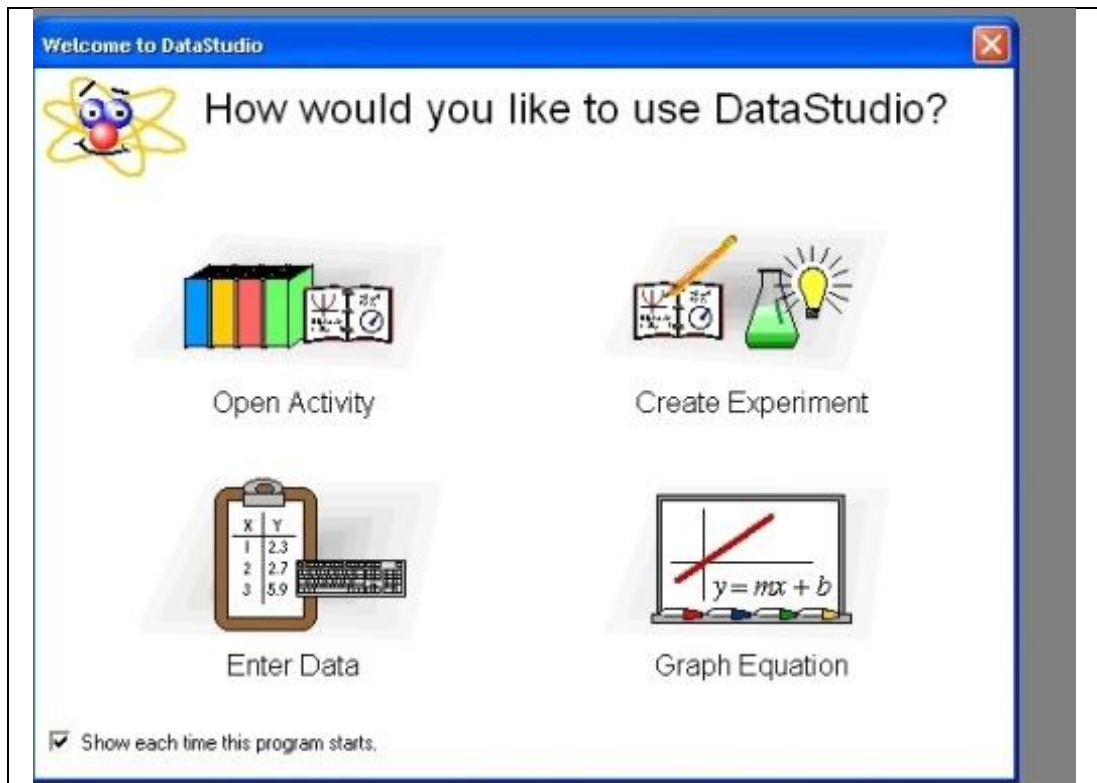 Welcome to DataStudio
How would you like to use DataStudio?
Open Activity
Create Experiment
X Y
1 2.3
2 2.7
3 5.9
y = mx + b
Enter Data
Graph Equation
Show each time this program starts.